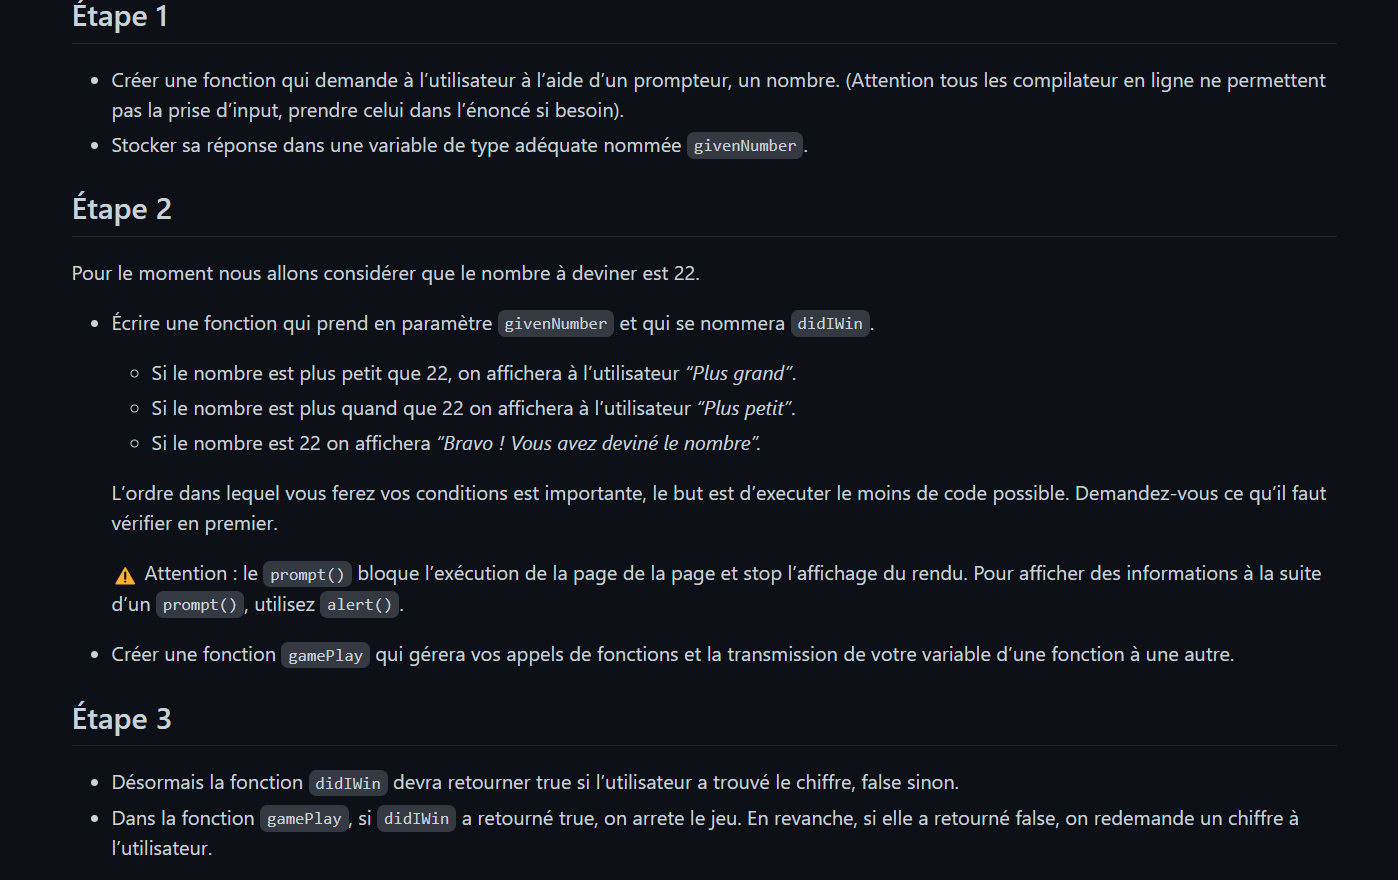 Étape 1
Créer une fonction qui demande à l’utilisateur à l’aide d’un prompteur, un nombre. (Attention tous les compilateur en ligne ne permettent
pas la prise d’input, prendre celui dans l’énoncé si besoin).
Stocker sa réponse dans une variable de type adéquate nommée givenNumber.
Étape 2
Pour le moment nous allons considérer que le nombre à deviner est 22.
Écrire une fonction qui prend en paramètre givenNumber et qui se nommera didIWin.
Si le nombre est plus petit que 22, on affichera à l’utilisateur “Plus grand”.
Si le nombre est plus quand que 22 on affichera à l’utilisateur “Plus petit”.
Si le nombre est 22 on affichera “Bravo ! Vous avez deviné le nombre”.
L’ordre dans lequel vous ferez vos conditions est importante, le but est d’executer le moins de code possible. Demandez-vous ce qu’il faut
vérifier en premier.
⚠ Attention : le prompt() bloque l’exécution de la page de la page et stop l’affichage du rendu. Pour afficher des informations à la suite
d’un prompt(), utilisez alert().
Créer une fonction gamePlay qui gérera vos appels de fonctions et la transmission de votre variable d’une fonction à une autre.
Étape 3
Désormais la fonction didIWin devra retourner true si l’utilisateur a trouvé le chiffre, false sinon.
Dans la fonction gamePlay, si didIWin a retourné true, on arrete le jeu. En revanche, si elle a retourné false, on redemande un chiffre à
l’utilisateur.